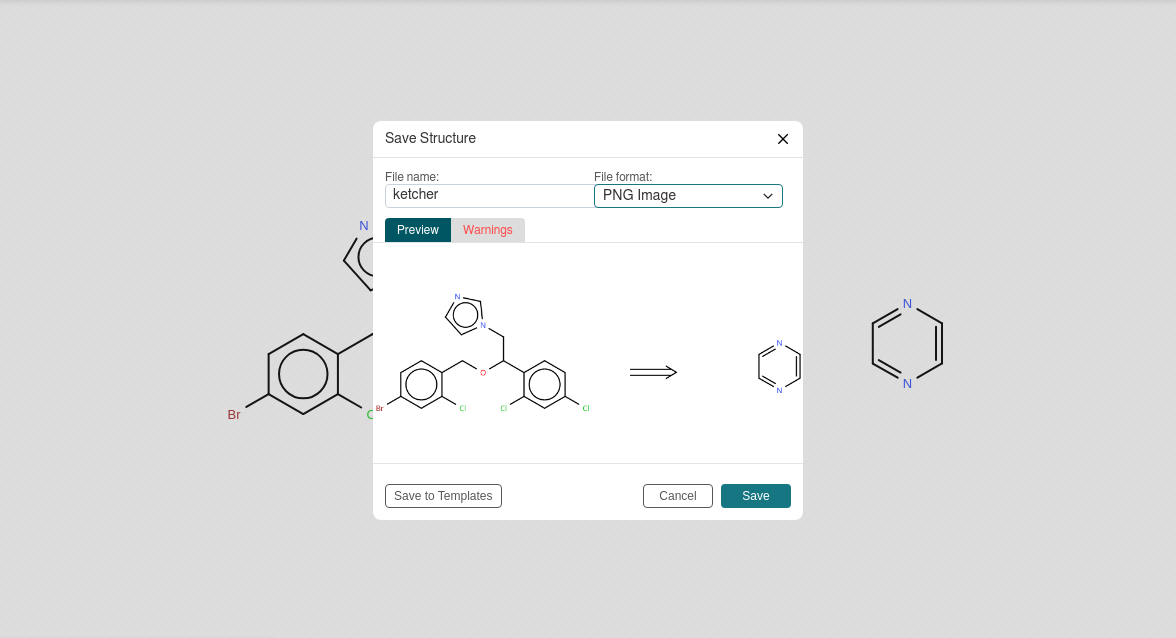 Save Structure
File name:
File format:
ketcher
PNG Image
Preview
Warnings
N
N
N
N
Br
Cl
O
Cl
Cl
N
N
N
N
Br
Save to Templates
Cancel
Save